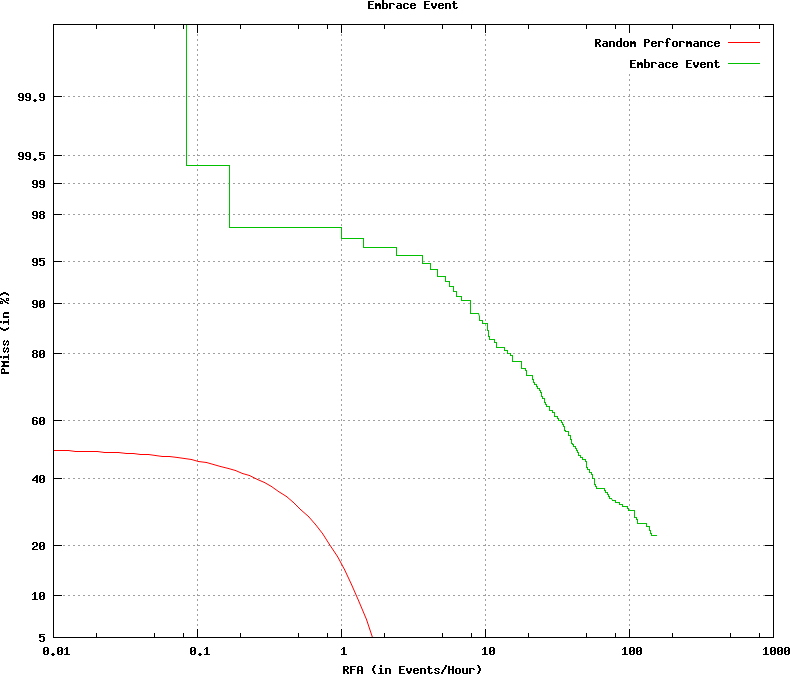 Embrace Event
Random Performance
Embrace Event
99.9
99.5
99
98
95
90
80
60
40
20
10
5
PMiss (in %)
0.01 0.1 1 10 100 1000
RFA (in Events/Hour)